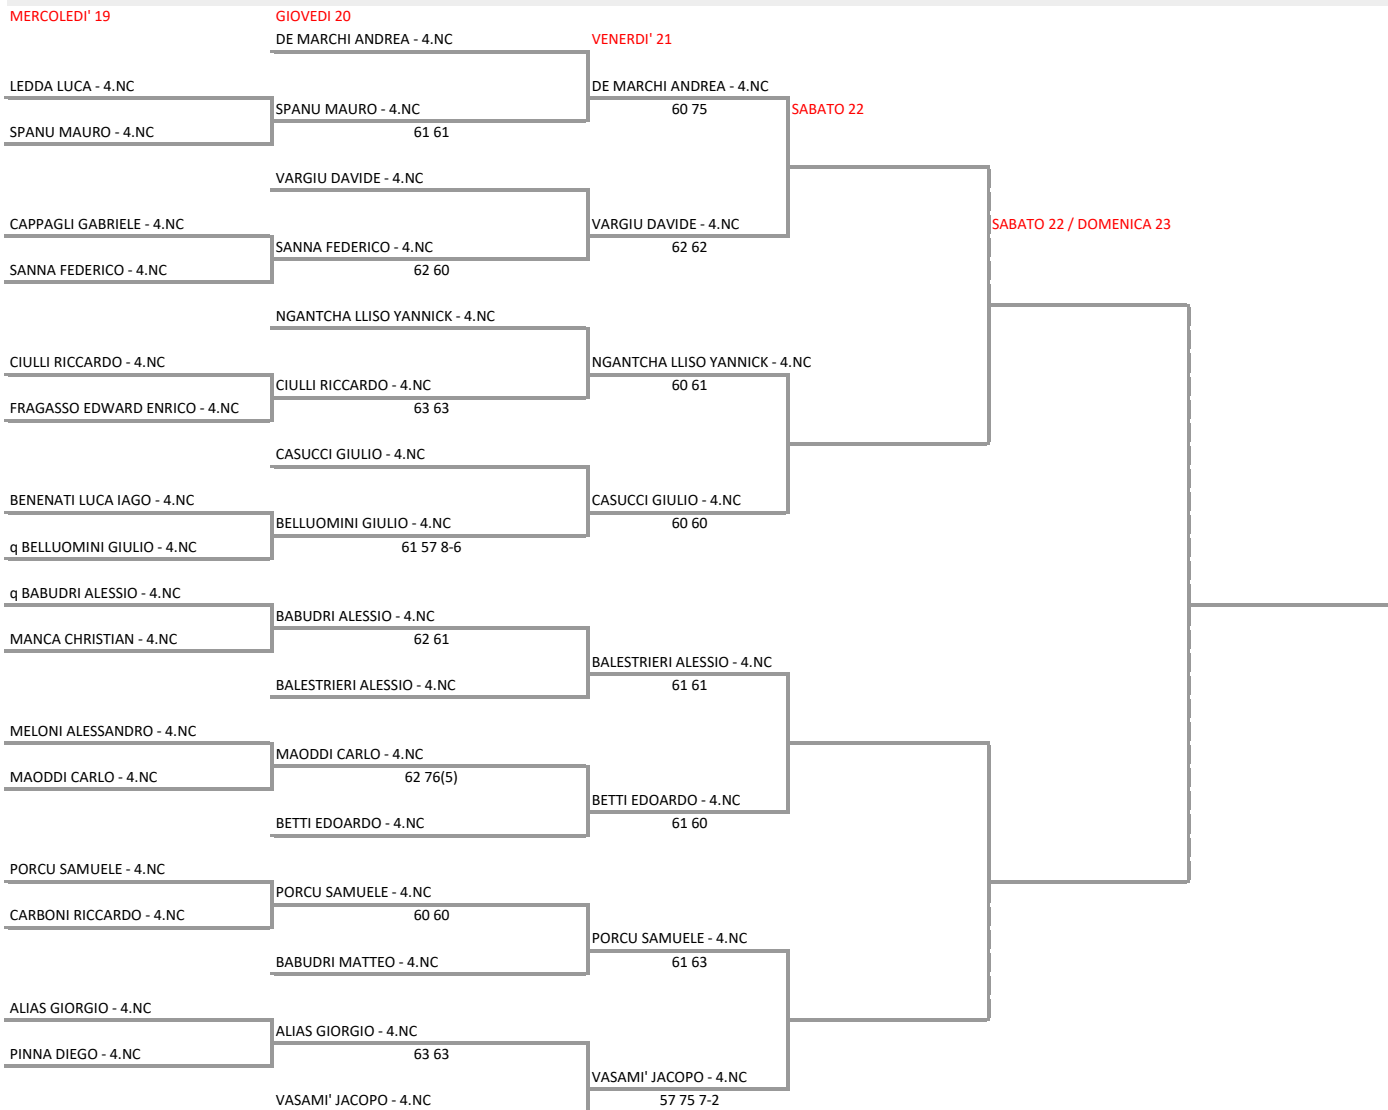 MERCOLEDI' 19
GIOVEDI 20
DE MARCHI ANDREA - 4.NC
VENERDI' 21
LEDDA LUCA - 4.NC
DE MARCHI ANDREA - 4.NC
SPANU MAURO - 4.NC
60 75
SABATO 22
SPANU MAURO - 4.NC
61 61
VARGIU DAVIDE - 4.NC
CAPPAGLI GABRIELE - 4.NC
VARGIU DAVIDE - 4.NC
SABATO 22 / DOMENICA 23
SANNA FEDERICO - 4.NC
62 62
SANNA FEDERICO - 4.NC
62 60
NGANTCHA LLISO YANNICK - 4.NC
CIULLI RICCARDO - 4.NC
NGANTCHA LLISO YANNICK - 4.NC
CIULLI RICCARDO - 4.NC
60 61
FRAGASSO EDWARD ENRICO - 4.NC
63 63
CASUCCI GIULIO - 4.NC
BENENATI LUCA IAGO - 4.NC
CASUCCI GIULIO - 4.NC
BELLUOMINI GIULIO - 4.NC
60 60
q BELLUOMINI GIULIO - 4.NC
61 57 8-6
q BABUDRI ALESSIO - 4.NC
BABUDRI ALESSIO - 4.NC
MANCA CHRISTIAN - 4.NC
62 61
BALESTRIERI ALESSIO - 4.NC
BALESTRIERI ALESSIO - 4.NC
61 61
MELONI ALESSANDRO - 4.NC
MAODDI CARLO - 4.NC
MAODDI CARLO - 4.NC
62 76(5)
BETTI EDOARDO - 4.NC
BETTI EDOARDO - 4.NC
61 60
PORCU SAMUELE - 4.NC
PORCU SAMUELE - 4.NC
CARBONI RICCARDO - 4.NC
60 60
PORCU SAMUELE - 4.NC
BABUDRI MATTEO - 4.NC
61 63
ALIAS GIORGIO - 4.NC
ALIAS GIORGIO - 4.NC
PINNA DIEGO - 4.NC
63 63
VASAMI' JACOPO - 4.NC
VASAMI' JACOPO - 4.NC
57 75 7-2